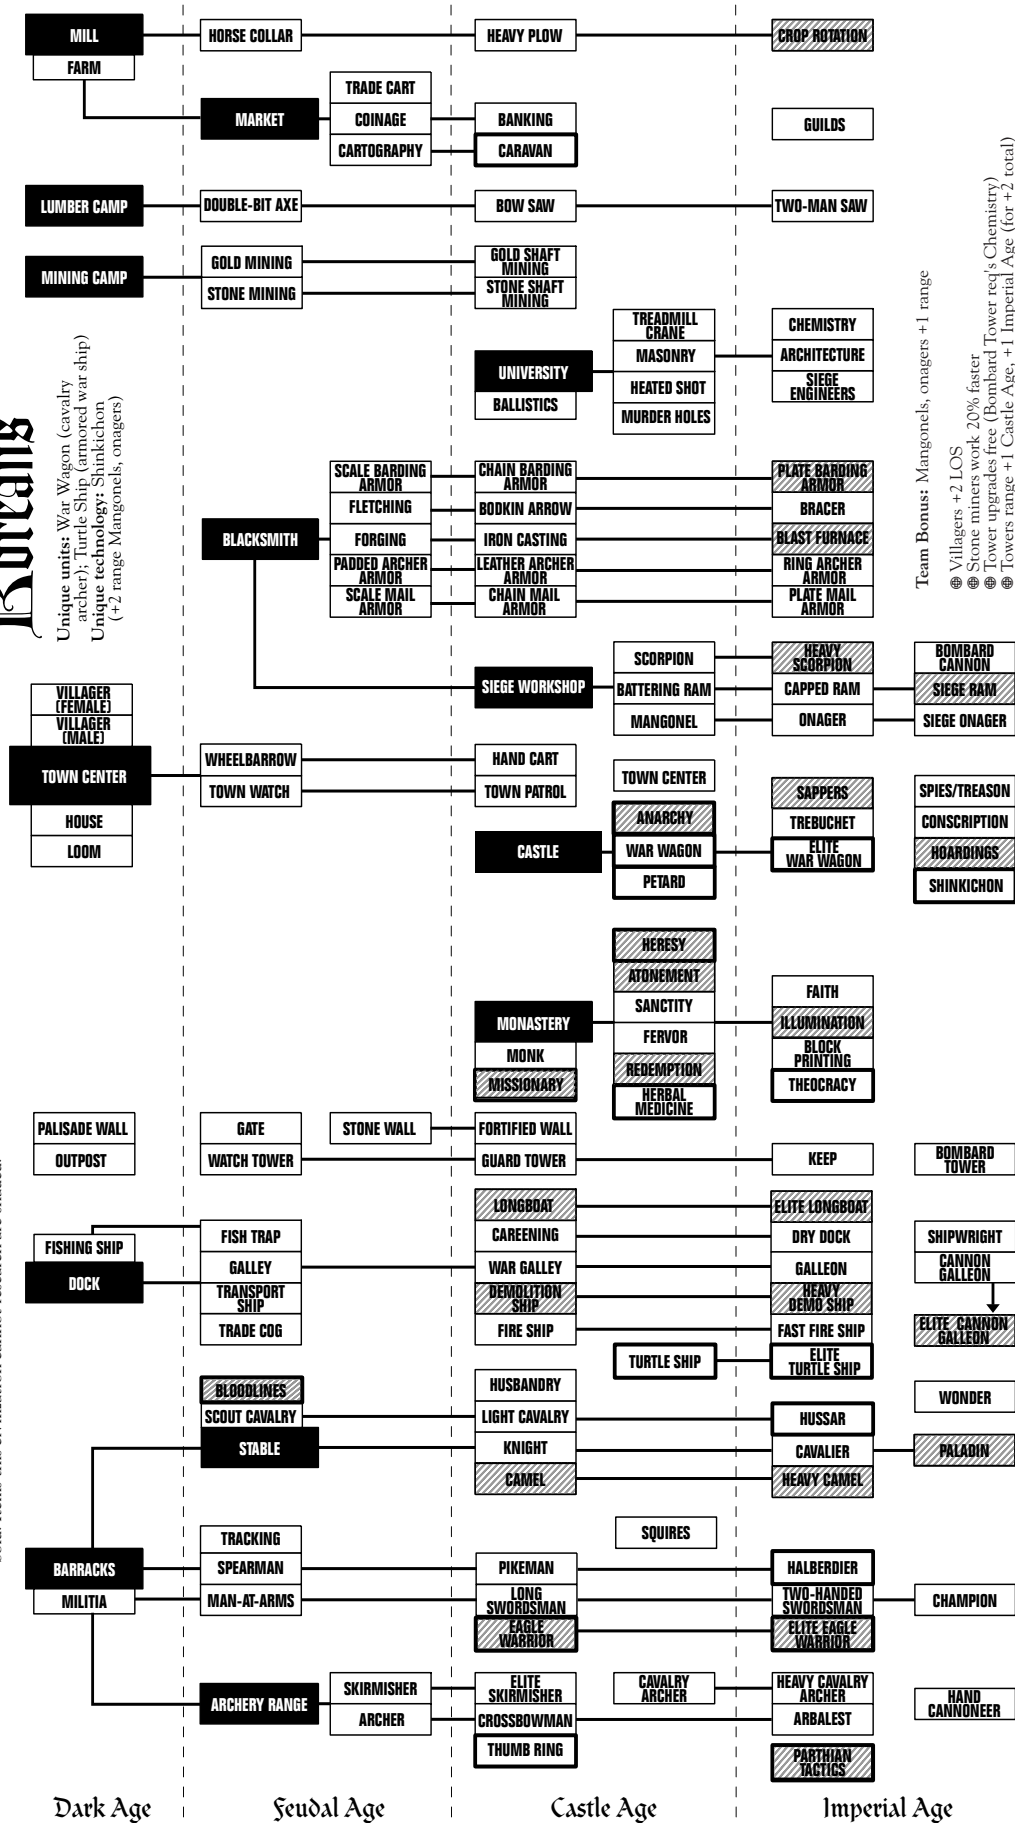 MILL
HORSE COLLAR
HEAVY PLOW
CROP ROTATION
FARM
TRADE CART
MARKET
COINAGE
BANKING
GUILDS
CARTOGRAPHY
CARAVAN
LUMBER CAMP
DOUBLE-BIT AXE
BOW SAW
TWO-MAN SAW
MINING CAMP
GOLD MINING
GOLD SHAFT
MINING
STONE MINING
STONE SHAFT
MINING
UNIVERSITY
BALLISTICS
TREADMILL
CRANE
MASONRY
HEATED SHOT
MURDER HOLES
CHEMISTRY
ARCHITECTURE
SIEGE
ENGINEERS
Koreans
Unique units: War Wagon (cavalry
archer); Turtle Ship (armored war ship)
Unique technology: Shinkichon
(+2 range Mangonels, onagers)
Team Bonus: Mangonels, onagers +1 range
Villagers +2 LOS
Stone miners work 20% faster
Tower upgrades free (Bombard Tower req's Chemistry)
Towers range +1 Castle Age, +1 Imperial Age (for +2 total)
BLACKSMITH
SCALE BARDING
ARMOR
CHAIN BARDING
ARMOR
PLATE BARDING
ARMOR
FLETCHING
BODKIN ARROW
BRACER
FORGING
IRON CASTING
BLAST FURNACE
PADDED ARCHER
ARMOR
LEATHER ARCHER
ARMOR
RING ARCHER
ARMOR
SCALE MAIL
ARMOR
CHAIN MAIL
ARMOR
PLATE MAIL
ARMOR
SIEGE WORKSHOP
SCORPION
HEAVY
SCORPION
BOMBARD
CANNON
BATTERING RAM
CAPPED RAM
SIEGE RAM
MANGONEL
ONAGER
SIEGE ONAGER
VILLAGER
(FEMALE)
VILLAGER
(MALE)
TOWN CENTER
HOUSE
LOOM
WHEELBARROW
HAND CART
TOWN WATCH
TOWN PATROL
TOWN CENTER
CASTLE
ANARCHY
WAR WAGON
PETARD
SAPPERS
TREBUCHET
ELITE
WAR WAGON
SPIES/TREASON
CONSCRIPTION
HOARDINGS
SHINKICHON
MONASTERY
MONK
MISSIONARY
HERESY
ATONEMENT
SANCTITY
FERVOR
REDEMPTION
HERBAL
MEDICINE
FAITH
ILLUMINATION
BLOCK
PRINTING
THEOCRACY
PALISADE WALL
GATE
STONE WALL
FORTIFIED WALL
OUTPOST
WATCH TOWER
GUARD TOWER
KEEP
BOMBARD
TOWER
FISHING SHIP
DOCK
FISH TRAP
GALLEY
TRANSPORT
SHIP
TRADE COG
LONGBOAT
CAREENING
WAR GALLEY
DEMOLITION
SHIP
FIRE SHIP
TURTLE SHIP
ELITE LONGBOAT
DRY DOCK
GALLEON
HEAVY
DEMO SHIP
FAST FIRE SHIP
ELITE
TURTLE SHIP
SHIPWRIGHT
CANNON
GALLEON
ELITE CANNON
GALLEON
WONDER
BLOODLINES
SCOUT CAVALRY
STABLE
HUSBANDRY
LIGHT CAVALRY
KNIGHT
CAMEL
HUSSAR
CAVALIER
HEAVY CAMEL
PALADIN
BARRACKS
MILITIA
TRACKING
SPEARMAN
MAN-AT-ARMS
SQUIRES
PIKEMAN
LONG
SWORDSMAN
EAGLE
WARRIOR
HALBERDIER
TWO-HANDED
SWORDSMAN
ELITE EAGLE
WARRIOR
CHAMPION
ARCHERY RANGE
SKIRMISHER
ARCHER
ELITE
SKIRMISHER
CROSSBOWMAN
THUMB RING
CAVALRY
ARCHER
HEAVY CAVALRY
ARCHER
ARBALEST
PARTHIAN
TACTICS
HAND
CANNONEER
Dark Age
Feudal Age
Castle Age
Imperial Age